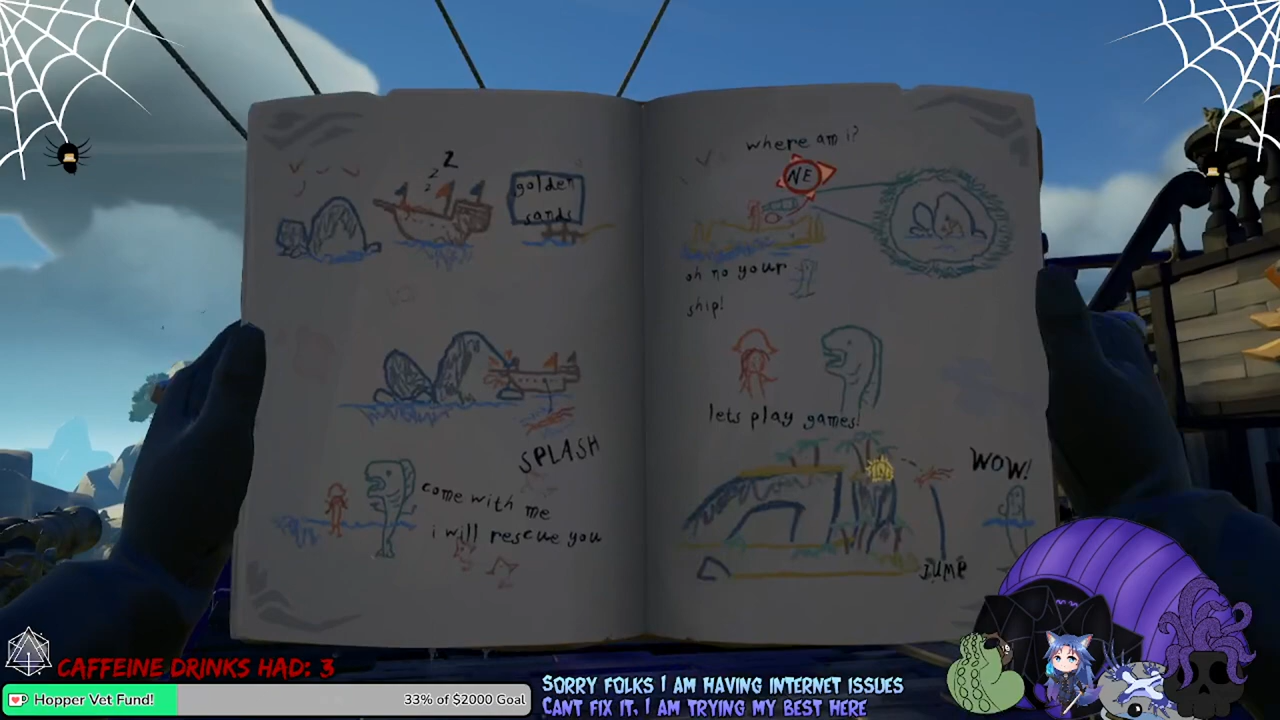 z
z
z
golden
sands
SPLASH
come with me
i will rescue you
where am i?
NE
oh no your
ship!
lets play games!
WOW!
JUMP
CAFFEINE DRINKS HAD: 3
Hopper Vet Fund!
33% of $2000 Goal
SORRY FOLKS I AM HAVING INTERNET ISSUES
CANT FIX IT, I AM TRYING MY BEST HERE